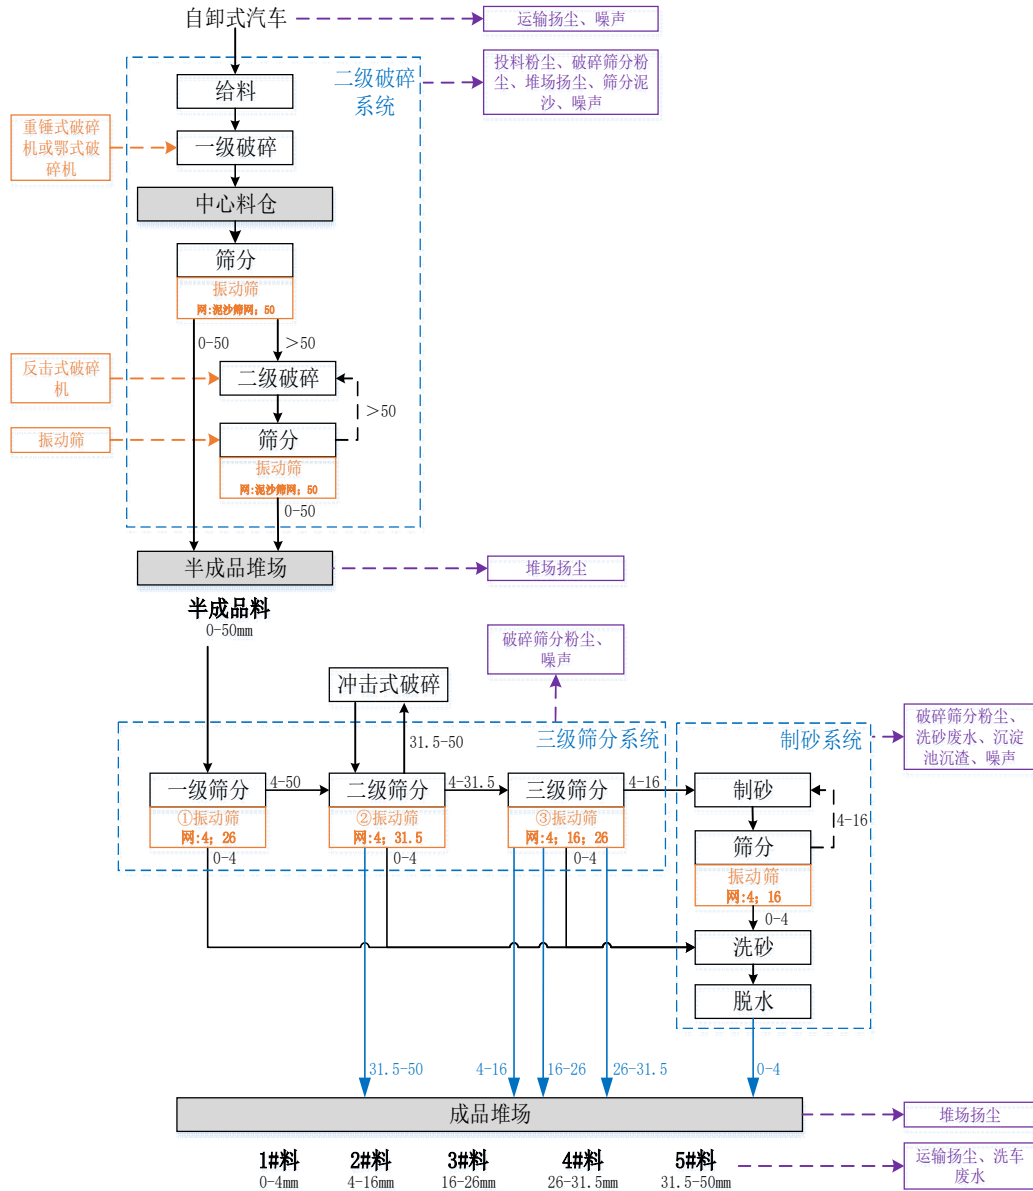 自卸式汽车
运输扬尘、噪声
二级破碎
系统
投料粉尘、破碎筛分粉
尘、堆场扬尘、筛分泥
沙、噪声
给料
重锤式破碎
机或鄂式破
碎机
一级破碎
中心料仓
筛分
振动筛
网:泥沙筛网; 50
0-50
>50
反击式破碎
机
二级破碎
>50
振动筛
筛分
振动筛
网:泥沙筛网; 50
0-50
半成品堆场
堆场扬尘
半成品料
0-50mm
破碎筛分粉尘、
噪声
冲击式破碎
31.5-50
三级筛分系统
制砂系统
破碎筛分粉尘、
洗砂废水、沉淀
池沉渣、噪声
一级筛分
①振动筛
网:4; 26
4-50
二级筛分
②振动筛
网:4; 31.5
4-31.5
三级筛分
③振动筛
网:4; 16; 26
4-16
制砂
4-16
筛分
振动筛
网:4; 16
0-4
0-4
0-4
0-4
洗砂
脱水
31.5-50
4-16
16-26
26-31.5
0-4
成品堆场
堆场扬尘
1#料
0-4mm
2#料
4-16mm
3#料
16-26mm
4#料
26-31.5mm
5#料
31.5-50mm
运输扬尘、洗车
废水